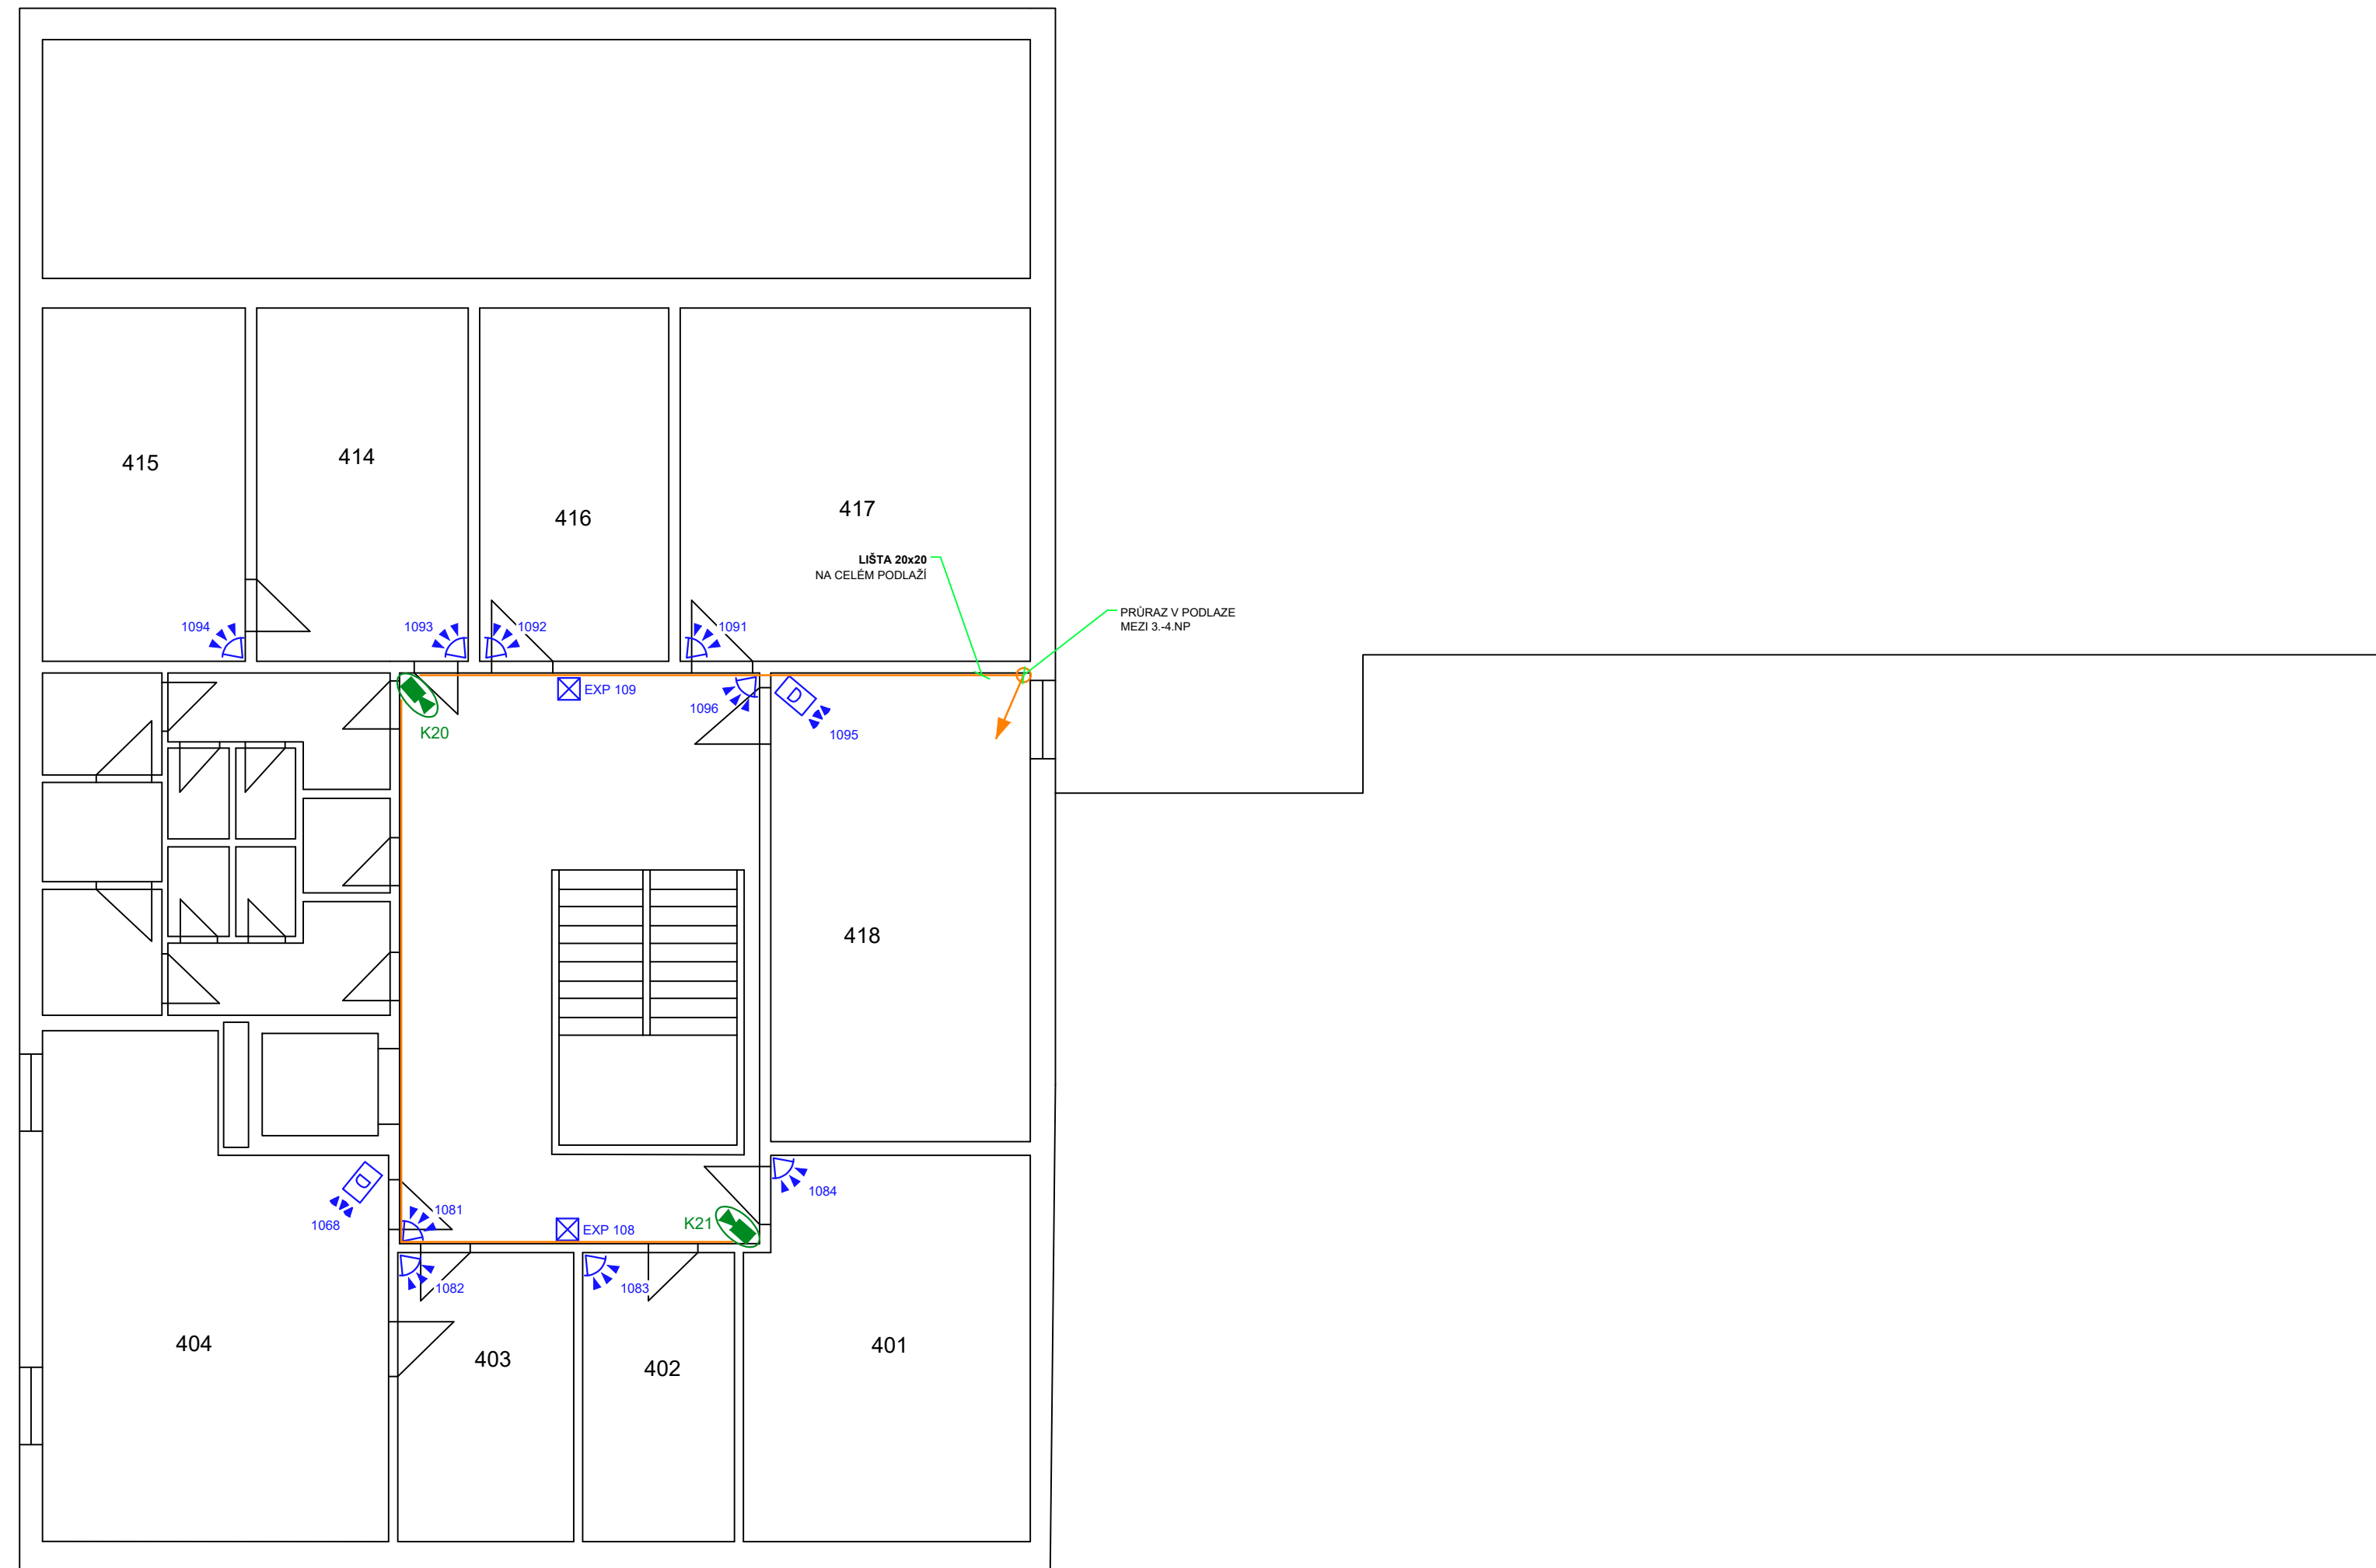 415
414
416
417
LIŠTA 20x20
NA CELÉM PODLAŽÍ
PRŮRAZ V PODLAZE
MEZI 3.-4.NP
1094
1093
1092
1091
EXP 109
1096
D
1095
K20
418
D
1068
1081
EXP 108
K21
1084
1082
1083
404
403
402
401